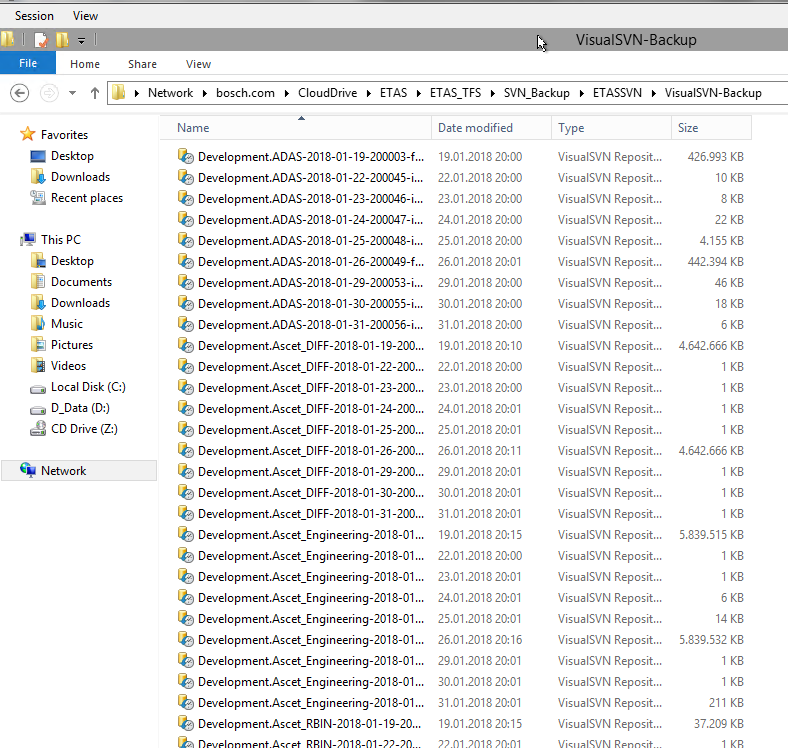 Session View
VisualSVN-Backup
File Home Share View
Network bosch.com CloudDrive ETAS ETAS_TFS SVN_Backup ETASSVN VisualSVN-Backup
Favorites
Desktop
Downloads
Recent places
This PC
Desktop
Documents
Downloads
Music
Pictures
Videos
Local Disk (C:)
D_Data (D:)
CD Drive (Z:)
Network
Name Date modified Type Size
Development.ADAS-2018-01-19-200003-f... 19.01.2018 20:00 VisualSVN Reposit... 426.993 KB
Development.ADAS-2018-01-22-200045-i... 22.01.2018 20:00 VisualSVN Reposit... 10 KB
Development.ADAS-2018-01-23-200046-i... 23.01.2018 20:00 VisualSVN Reposit... 8 KB
Development.ADAS-2018-01-24-200047-i... 24.01.2018 20:00 VisualSVN Reposit... 22 KB
Development.ADAS-2018-01-25-200048-i... 25.01.2018 20:00 VisualSVN Reposit... 4.155 KB
Development.ADAS-2018-01-26-200049-f... 26.01.2018 20:01 VisualSVN Reposit... 442.394 KB
Development.ADAS-2018-01-29-200053-i... 29.01.2018 20:00 VisualSVN Reposit... 46 KB
Development.ADAS-2018-01-30-200055-i... 30.01.2018 20:00 VisualSVN Reposit... 18 KB
Development.ADAS-2018-01-31-200056-i... 31.01.2018 20:00 VisualSVN Reposit... 6 KB
Development.Ascet_DIFF-2018-01-19-200... 19.01.2018 20:10 VisualSVN Reposit... 4.642.666 KB
Development.Ascet_DIFF-2018-01-22-200... 22.01.2018 20:00 VisualSVN Reposit... 1 KB
Development.Ascet_DIFF-2018-01-23-200... 23.01.2018 20:00 VisualSVN Reposit... 1 KB
Development.Ascet_DIFF-2018-01-24-200... 24.01.2018 20:01 VisualSVN Reposit... 1 KB
Development.Ascet_DIFF-2018-01-25-200... 25.01.2018 20:01 VisualSVN Reposit... 1 KB
Development.Ascet_DIFF-2018-01-26-200... 26.01.2018 20:11 VisualSVN Reposit... 4.642.666 KB
Development.Ascet_DIFF-2018-01-29-200... 29.01.2018 20:01 VisualSVN Reposit... 1 KB
Development.Ascet_DIFF-2018-01-30-200... 30.01.2018 20:01 VisualSVN Reposit... 1 KB
Development.Ascet_DIFF-2018-01-31-200... 31.01.2018 20:01 VisualSVN Reposit... 1 KB
Development.Ascet_Engineering-2018-01... 19.01.2018 20:15 VisualSVN Reposit... 5.839.515 KB
Development.Ascet_Engineering-2018-01... 22.01.2018 20:00 VisualSVN Reposit... 1 KB
Development.Ascet_Engineering-2018-01... 23.01.2018 20:01 VisualSVN Reposit... 1 KB
Development.Ascet_Engineering-2018-01... 24.01.2018 20:01 VisualSVN Reposit... 6 KB
Development.Ascet_Engineering-2018-01... 25.01.2018 20:01 VisualSVN Reposit... 14 KB
Development.Ascet_Engineering-2018-01... 26.01.2018 20:16 VisualSVN Reposit... 5.839.532 KB
Development.Ascet_Engineering-2018-01... 29.01.2018 20:01 VisualSVN Reposit... 1 KB
Development.Ascet_Engineering-2018-01... 30.01.2018 20:01 VisualSVN Reposit... 1 KB
Development.Ascet_Engineering-2018-01... 31.01.2018 20:01 VisualSVN Reposit... 211 KB
Development.Ascet_RBIN-2018-01-19-20... 19.01.2018 20:15 VisualSVN Reposit... 37.209 KB
Development.Ascet_RBIN-2018-01-22-20... 22.01.2018 20:01 VisualSVN Reposit... 1 KB